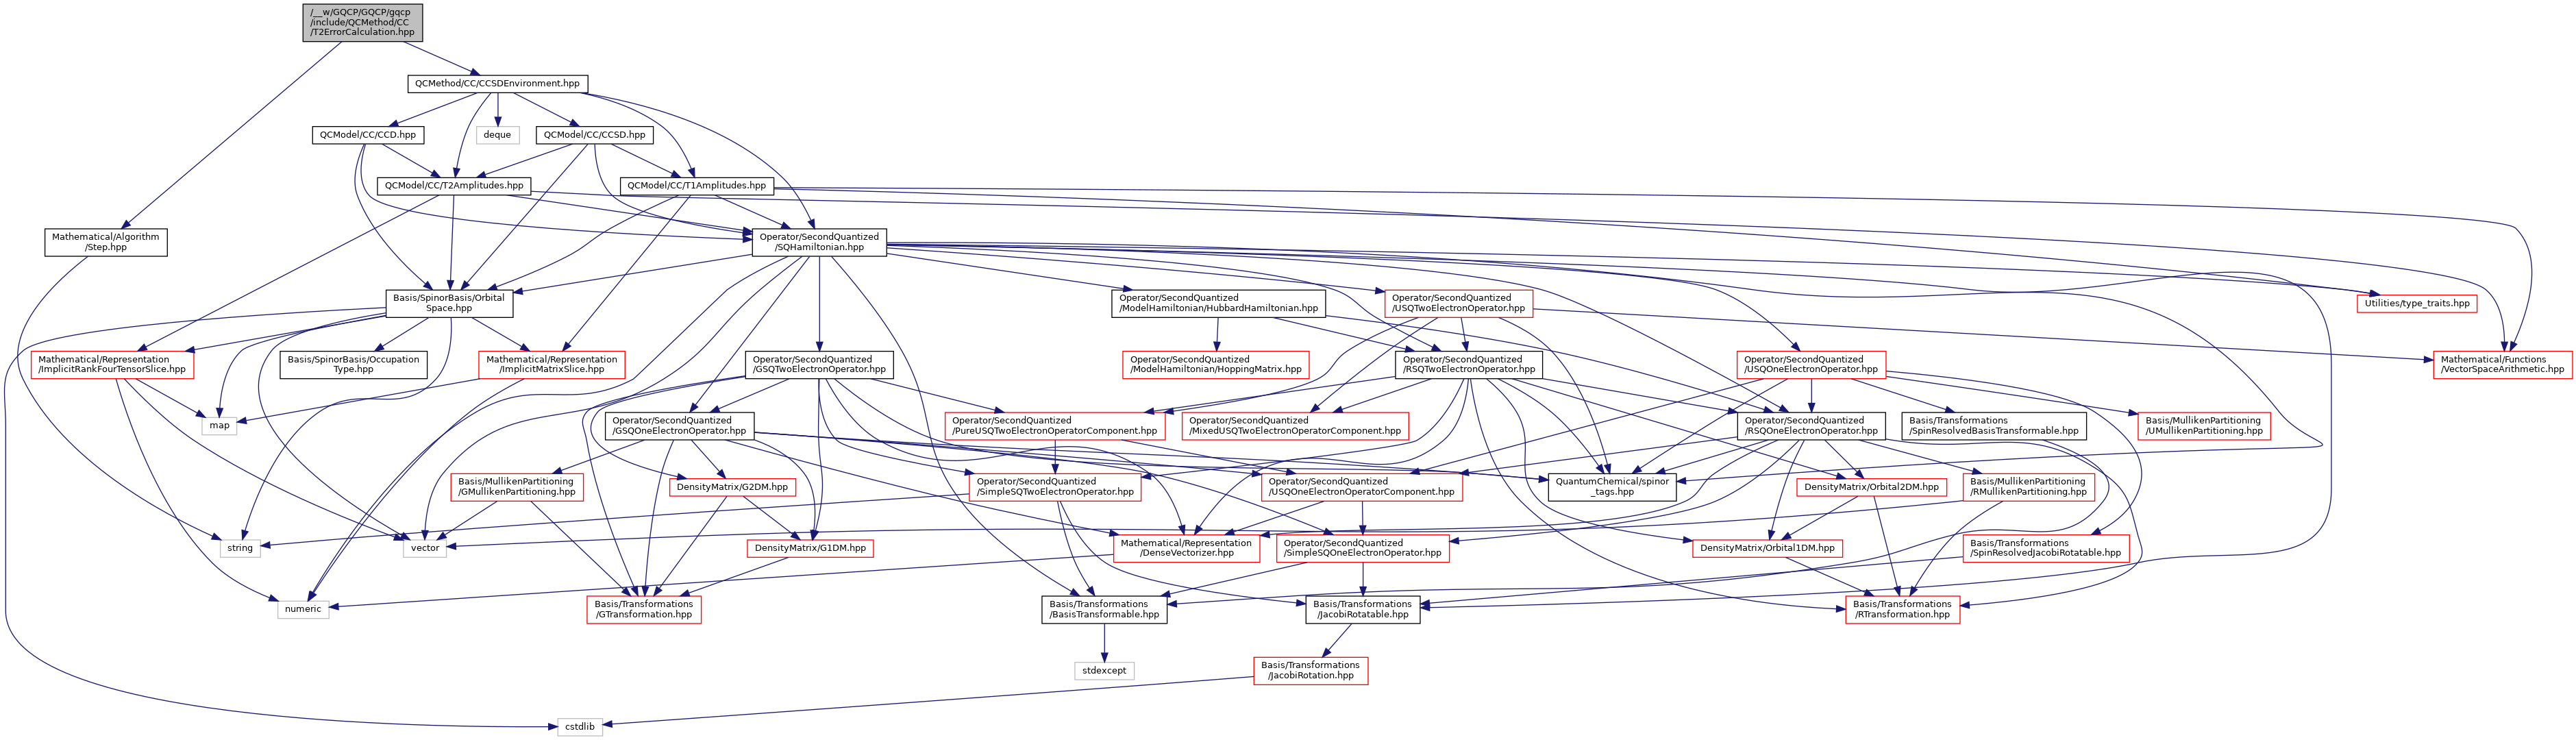 /__w/GQCP/GQCP/gqcp
/include/QCMethod/CC
/T2ErrorCalculation.hpp
QCMethod/CC/CCSDEnvironment.hpp
QCModel/CC/CCD.hpp
deque
QCModel/CC/CCSD.hpp
QCModel/CC/T2Amplitudes.hpp
QCModel/CC/T1Amplitudes.hpp
Mathematical/Algorithm
/Step.hpp
Operator/SecondQuantized
/SQHamiltonian.hpp
Basis/SpinorBasis/Orbital
Space.hpp
Operator/SecondQuantized
/ModelHamiltonian/HubbardHamiltonian.hpp
Operator/SecondQuantized
/USQTwoElectronOperator.hpp
Utilities/type_traits.hpp
Mathematical/Representation
/ImplicitRankFourTensorSlice.hpp
Basis/SpinorBasis/Occupation
Type.hpp
Mathematical/Representation
/ImplicitMatrixSlice.hpp
Operator/SecondQuantized
/GSQTwoElectronOperator.hpp
Operator/SecondQuantized
/ModelHamiltonian/HoppingMatrix.hpp
Operator/SecondQuantized
/RSQTwoElectronOperator.hpp
Operator/SecondQuantized
/USQOneElectronOperator.hpp
Mathematical/Functions
/VectorSpaceArithmetic.hpp
map
Operator/SecondQuantized
/GSQOneElectronOperator.hpp
Operator/SecondQuantized
/PureUSQTwoElectronOperatorComponent.hpp
Operator/SecondQuantized
/MixedUSQTwoElectronOperatorComponent.hpp
Operator/SecondQuantized
/RSQOneElectronOperator.hpp
Basis/Transformations
/SpinResolvedBasisTransformable.hpp
Basis/MullikenPartitioning
/UMullikenPartitioning.hpp
Basis/MullikenPartitioning
/GMullikenPartitioning.hpp
DensityMatrix/G2DM.hpp
Operator/SecondQuantized
/SimpleSQTwoElectronOperator.hpp
Operator/SecondQuantized
/USQOneElectronOperatorComponent.hpp
QuantumChemical/spinor
_tags.hpp
DensityMatrix/Orbital2DM.hpp
Basis/MullikenPartitioning
/RMullikenPartitioning.hpp
string
vector
DensityMatrix/G1DM.hpp
Mathematical/Representation
/DenseVectorizer.hpp
Operator/SecondQuantized
/SimpleSQOneElectronOperator.hpp
DensityMatrix/Orbital1DM.hpp
Basis/Transformations
/SpinResolvedJacobiRotatable.hpp
numeric
Basis/Transformations
/GTransformation.hpp
Basis/Transformations
/BasisTransformable.hpp
Basis/Transformations
/JacobiRotatable.hpp
Basis/Transformations
/RTransformation.hpp
stdexcept
Basis/Transformations
/JacobiRotation.hpp
cstdlib